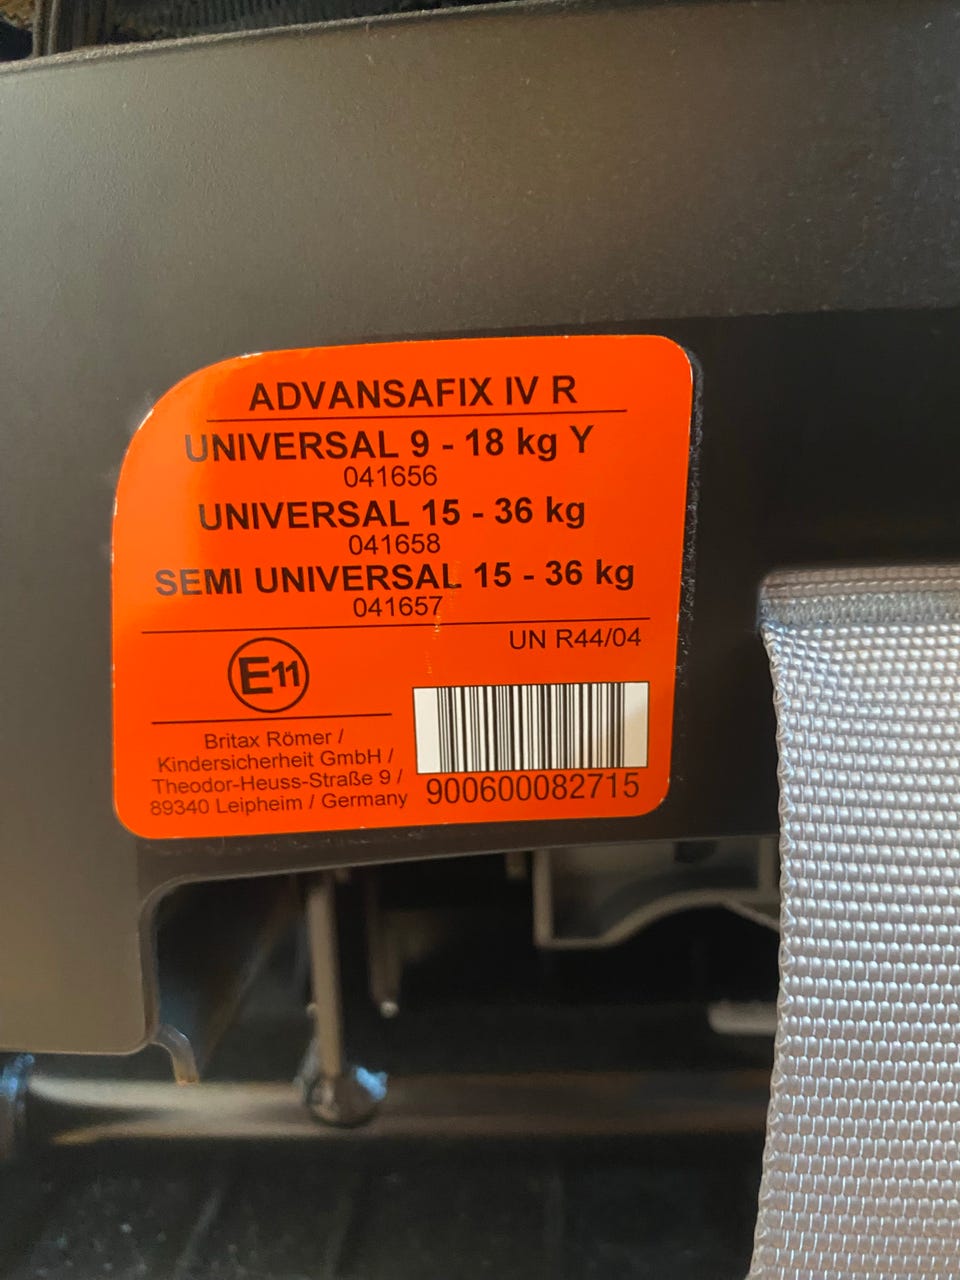 ADVANSAFIX IV R
UNIVERSAL 9 - 18 kg Y
041656
UNIVERSAL 15 - 36 kg
041658
SEMI UNIVERSAL 15 - 36 kg
041657
UN R44/04
E11
Britax Römer /
Kindersicherheit GmbH /
Theodor-Heuss-Straße 9 /
89340 Leipheim / Germany
900600082715